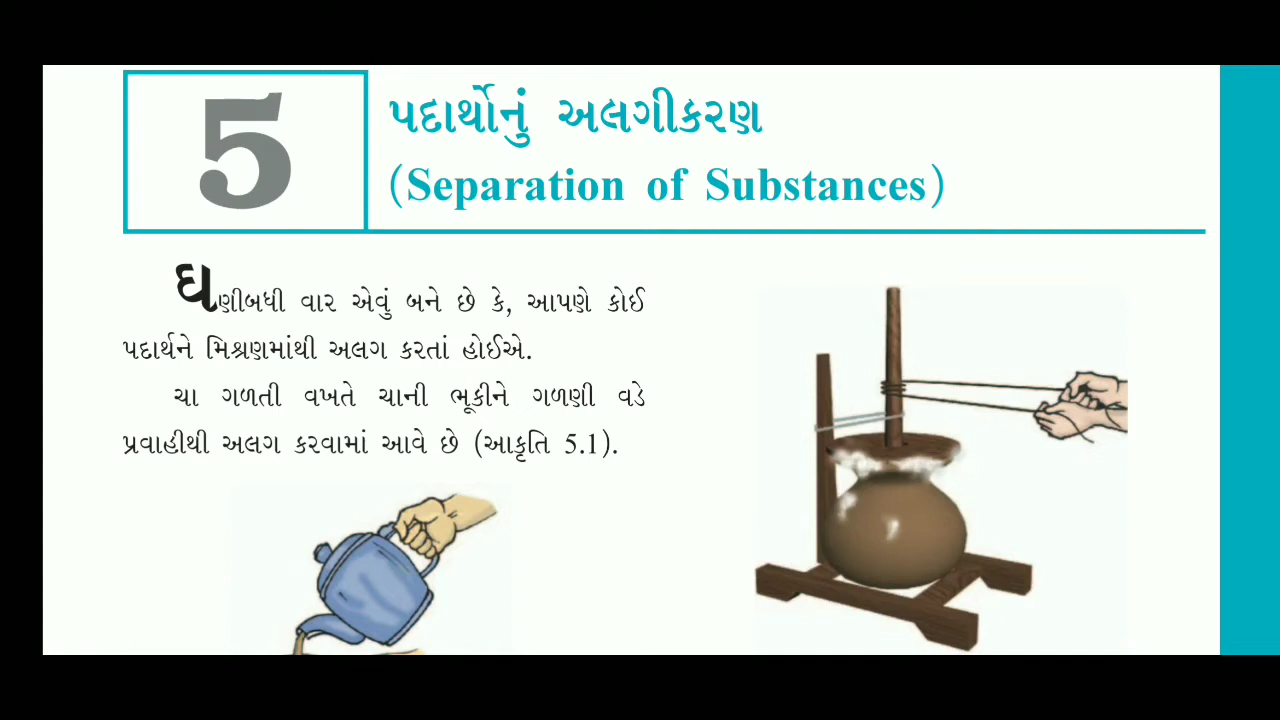 5
પદાર્થોનું અલગીકરણ
(Separation of Substances)
ઘણીબધી વાર એવું બને છે કે, આપણે કોઈ
પદાર્થને મિશ્રણમાંથી અલગ કરતાં હોઈએ.
ચા ગળતી વખતે ચાની ભૂકીને ગળણી વડે
પ્રવાહીથી અલગ કરવામાં આવે છે (આકૃતિ 5.1).